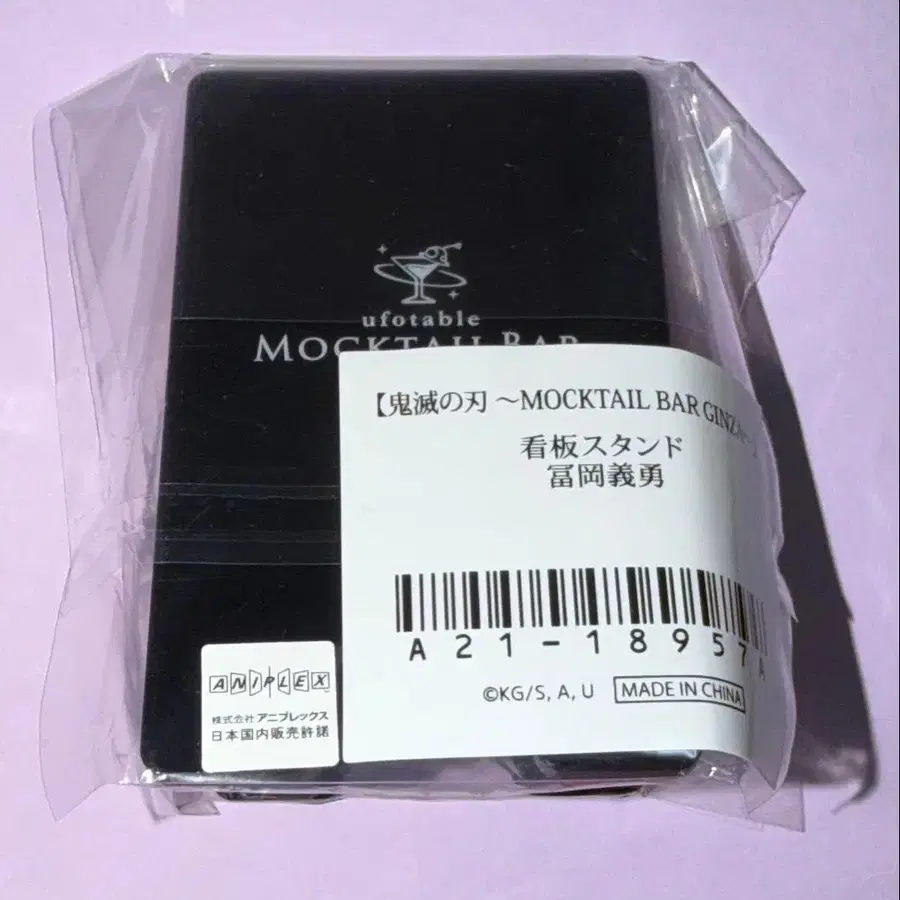 ufotable
MOCKTAIL BAR
【鬼滅の刃 ～MOCKTAIL BAR GINZA～】
看板スタンド
冨岡義勇
A21-18957A
©KG/S, A, U
MADE IN CHINA
ANIPLEX
株式会社 アニプレックス
日本国内販売許諾